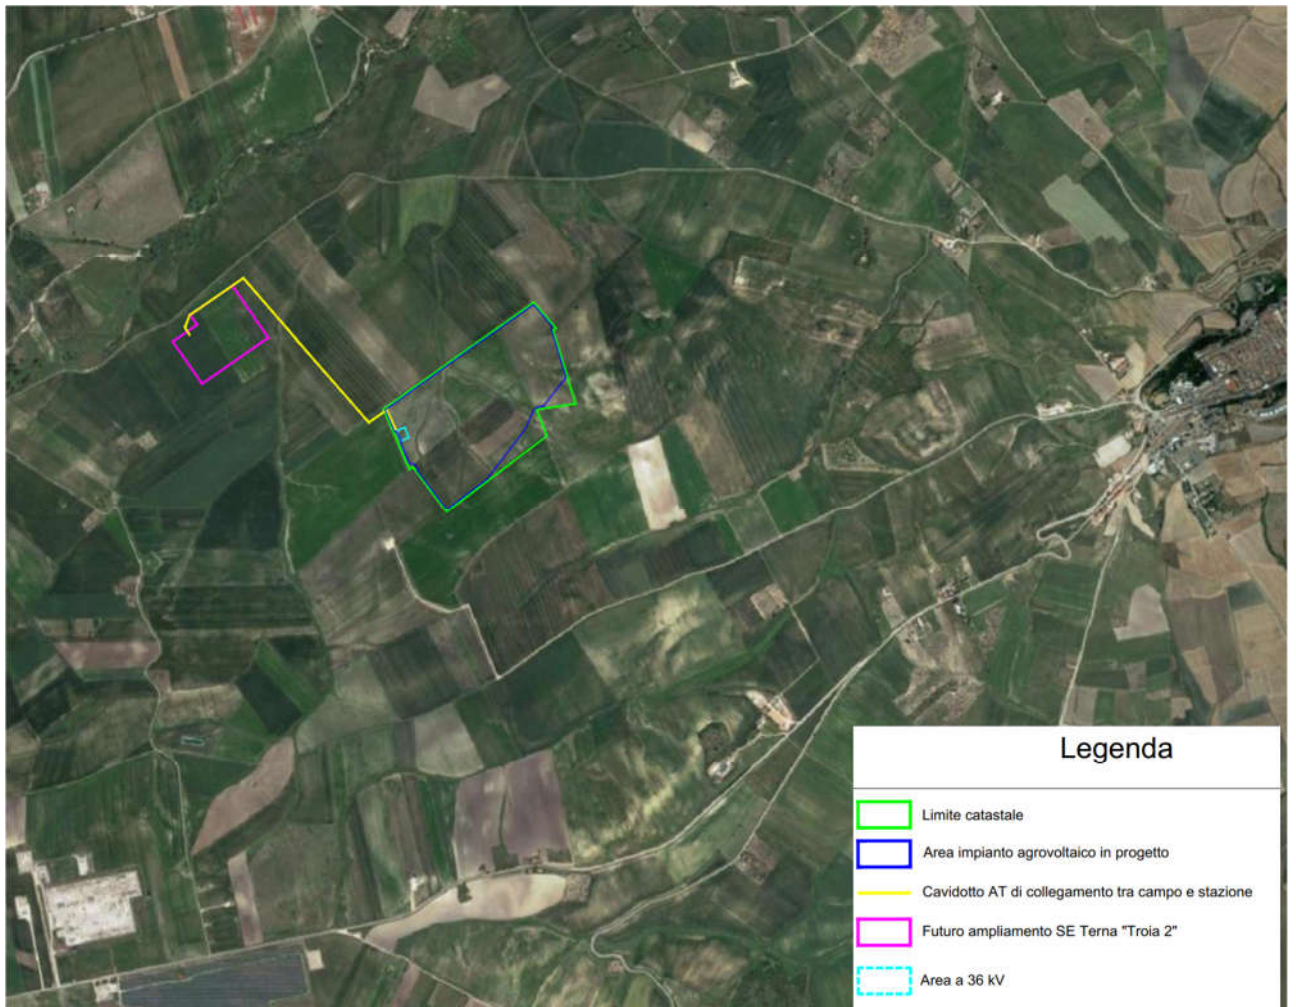 Legenda
Limite catastale
Area impianto agrovoltaico in progetto
Cavidotto AT di collegamento tra campo e stazione
Futuro ampliamento SE Terna "Troia 2"
Area a 36 kV